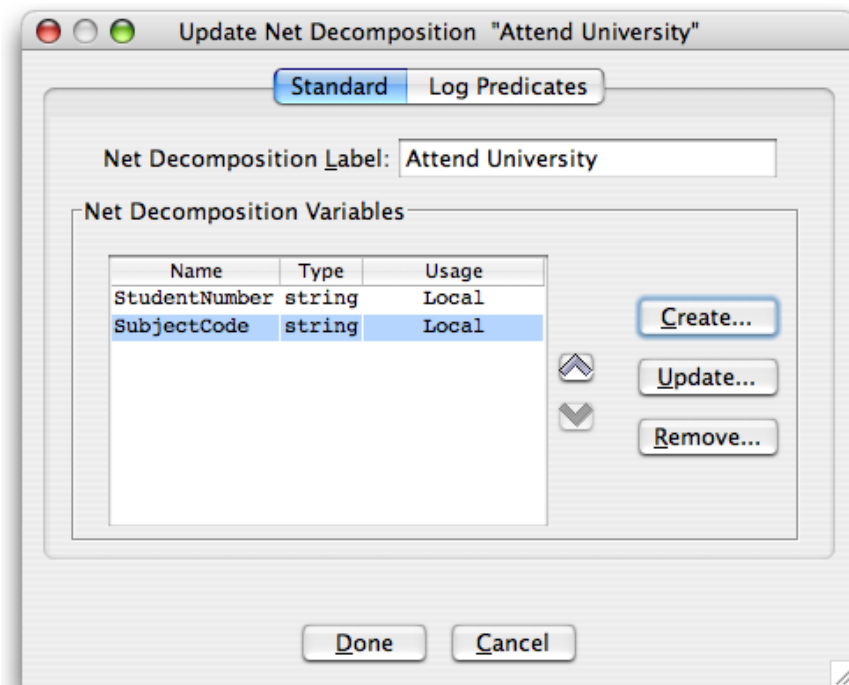 Update Net Decomposition "Attend University"
Standard Log Predicates
Net Decomposition Label: Attend University
Net Decomposition Variables
Name Type Usage
StudentNumber string Local
SubjectCode string Local
Create...
Update...
Remove...
Done Cancel